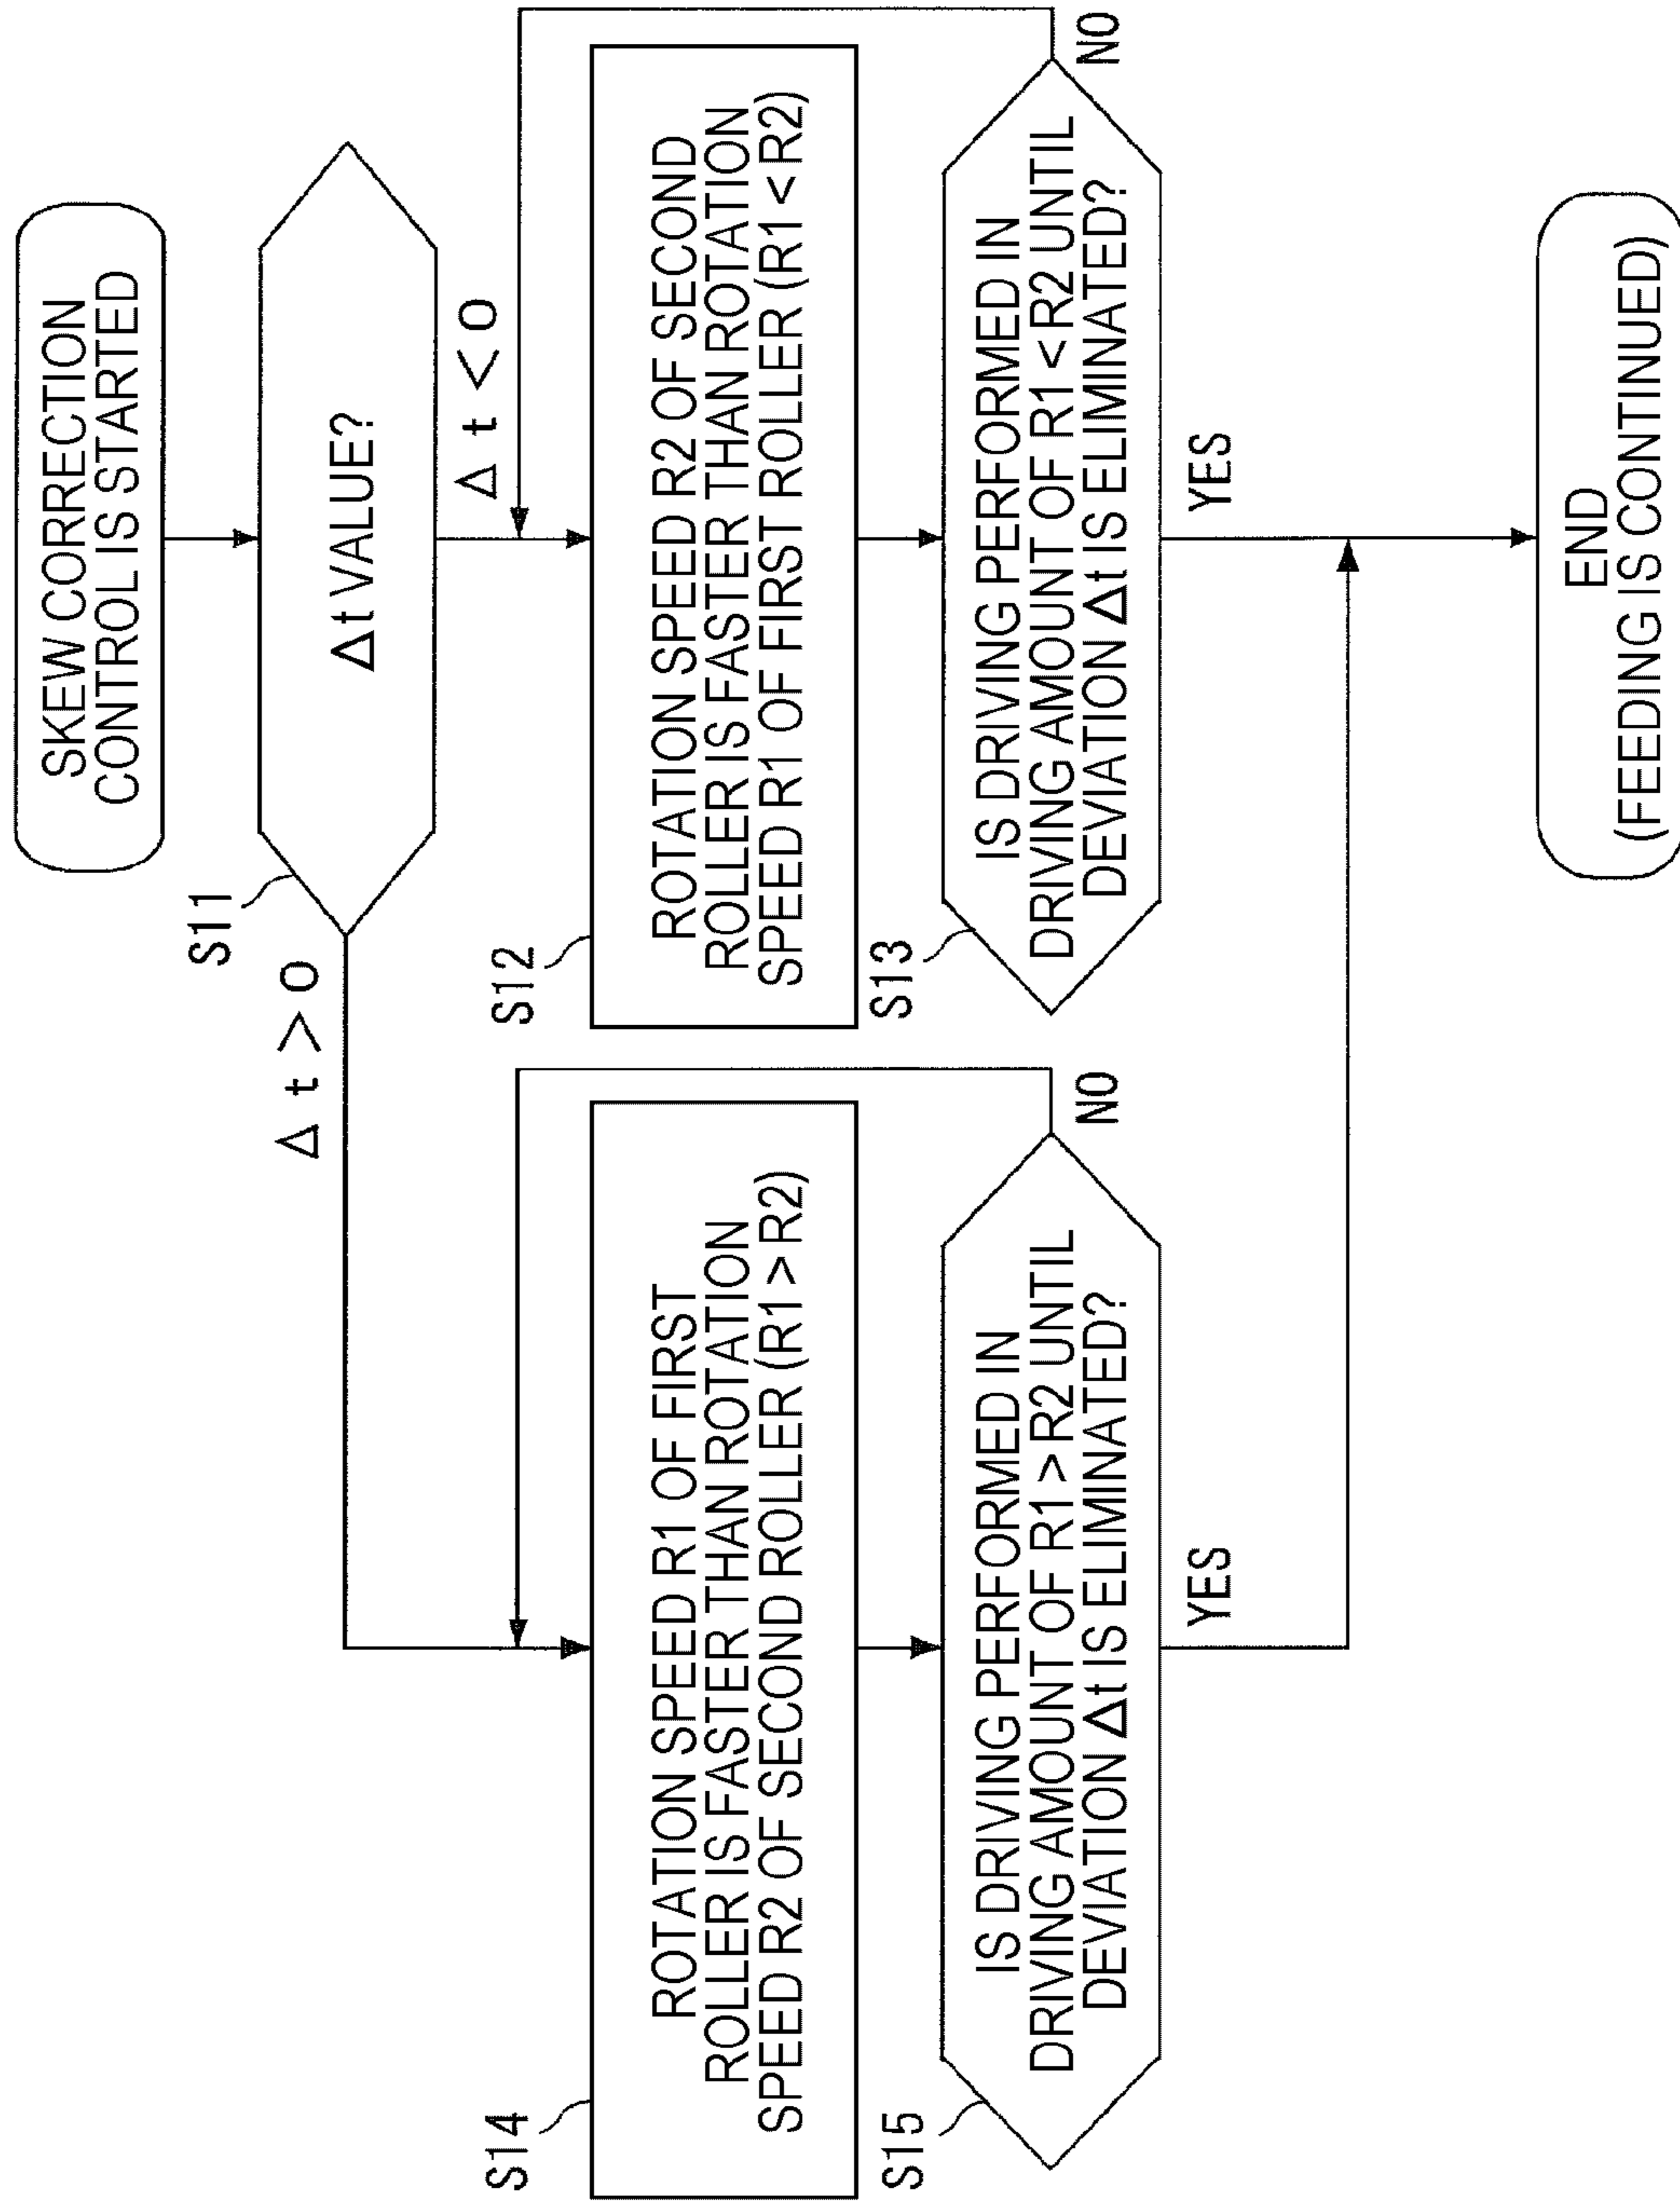 SKEW CORRECTION
CONTROL IS STARTED
S11
Δt VALUE?
Δt > 0
Δt < 0
S12
ROTATION SPEED R2 OF SECOND
ROLLER IS FASTER THAN ROTATION
SPEED R1 OF FIRST ROLLER (R1 < R2)
S13
IS DRIVING PERFORMED IN
DRIVING AMOUNT OF R1 < R2 UNTIL
DEVIATION Δt IS ELIMINATED?
NO
YES
S14
ROTATION SPEED R1 OF FIRST
ROLLER IS FASTER THAN ROTATION
SPEED R2 OF SECOND ROLLER (R1 > R2)
S15
IS DRIVING PERFORMED IN
DRIVING AMOUNT OF R1 > R2 UNTIL
DEVIATION Δt IS ELIMINATED?
NO
YES
END
(FEEDING IS CONTINUED)